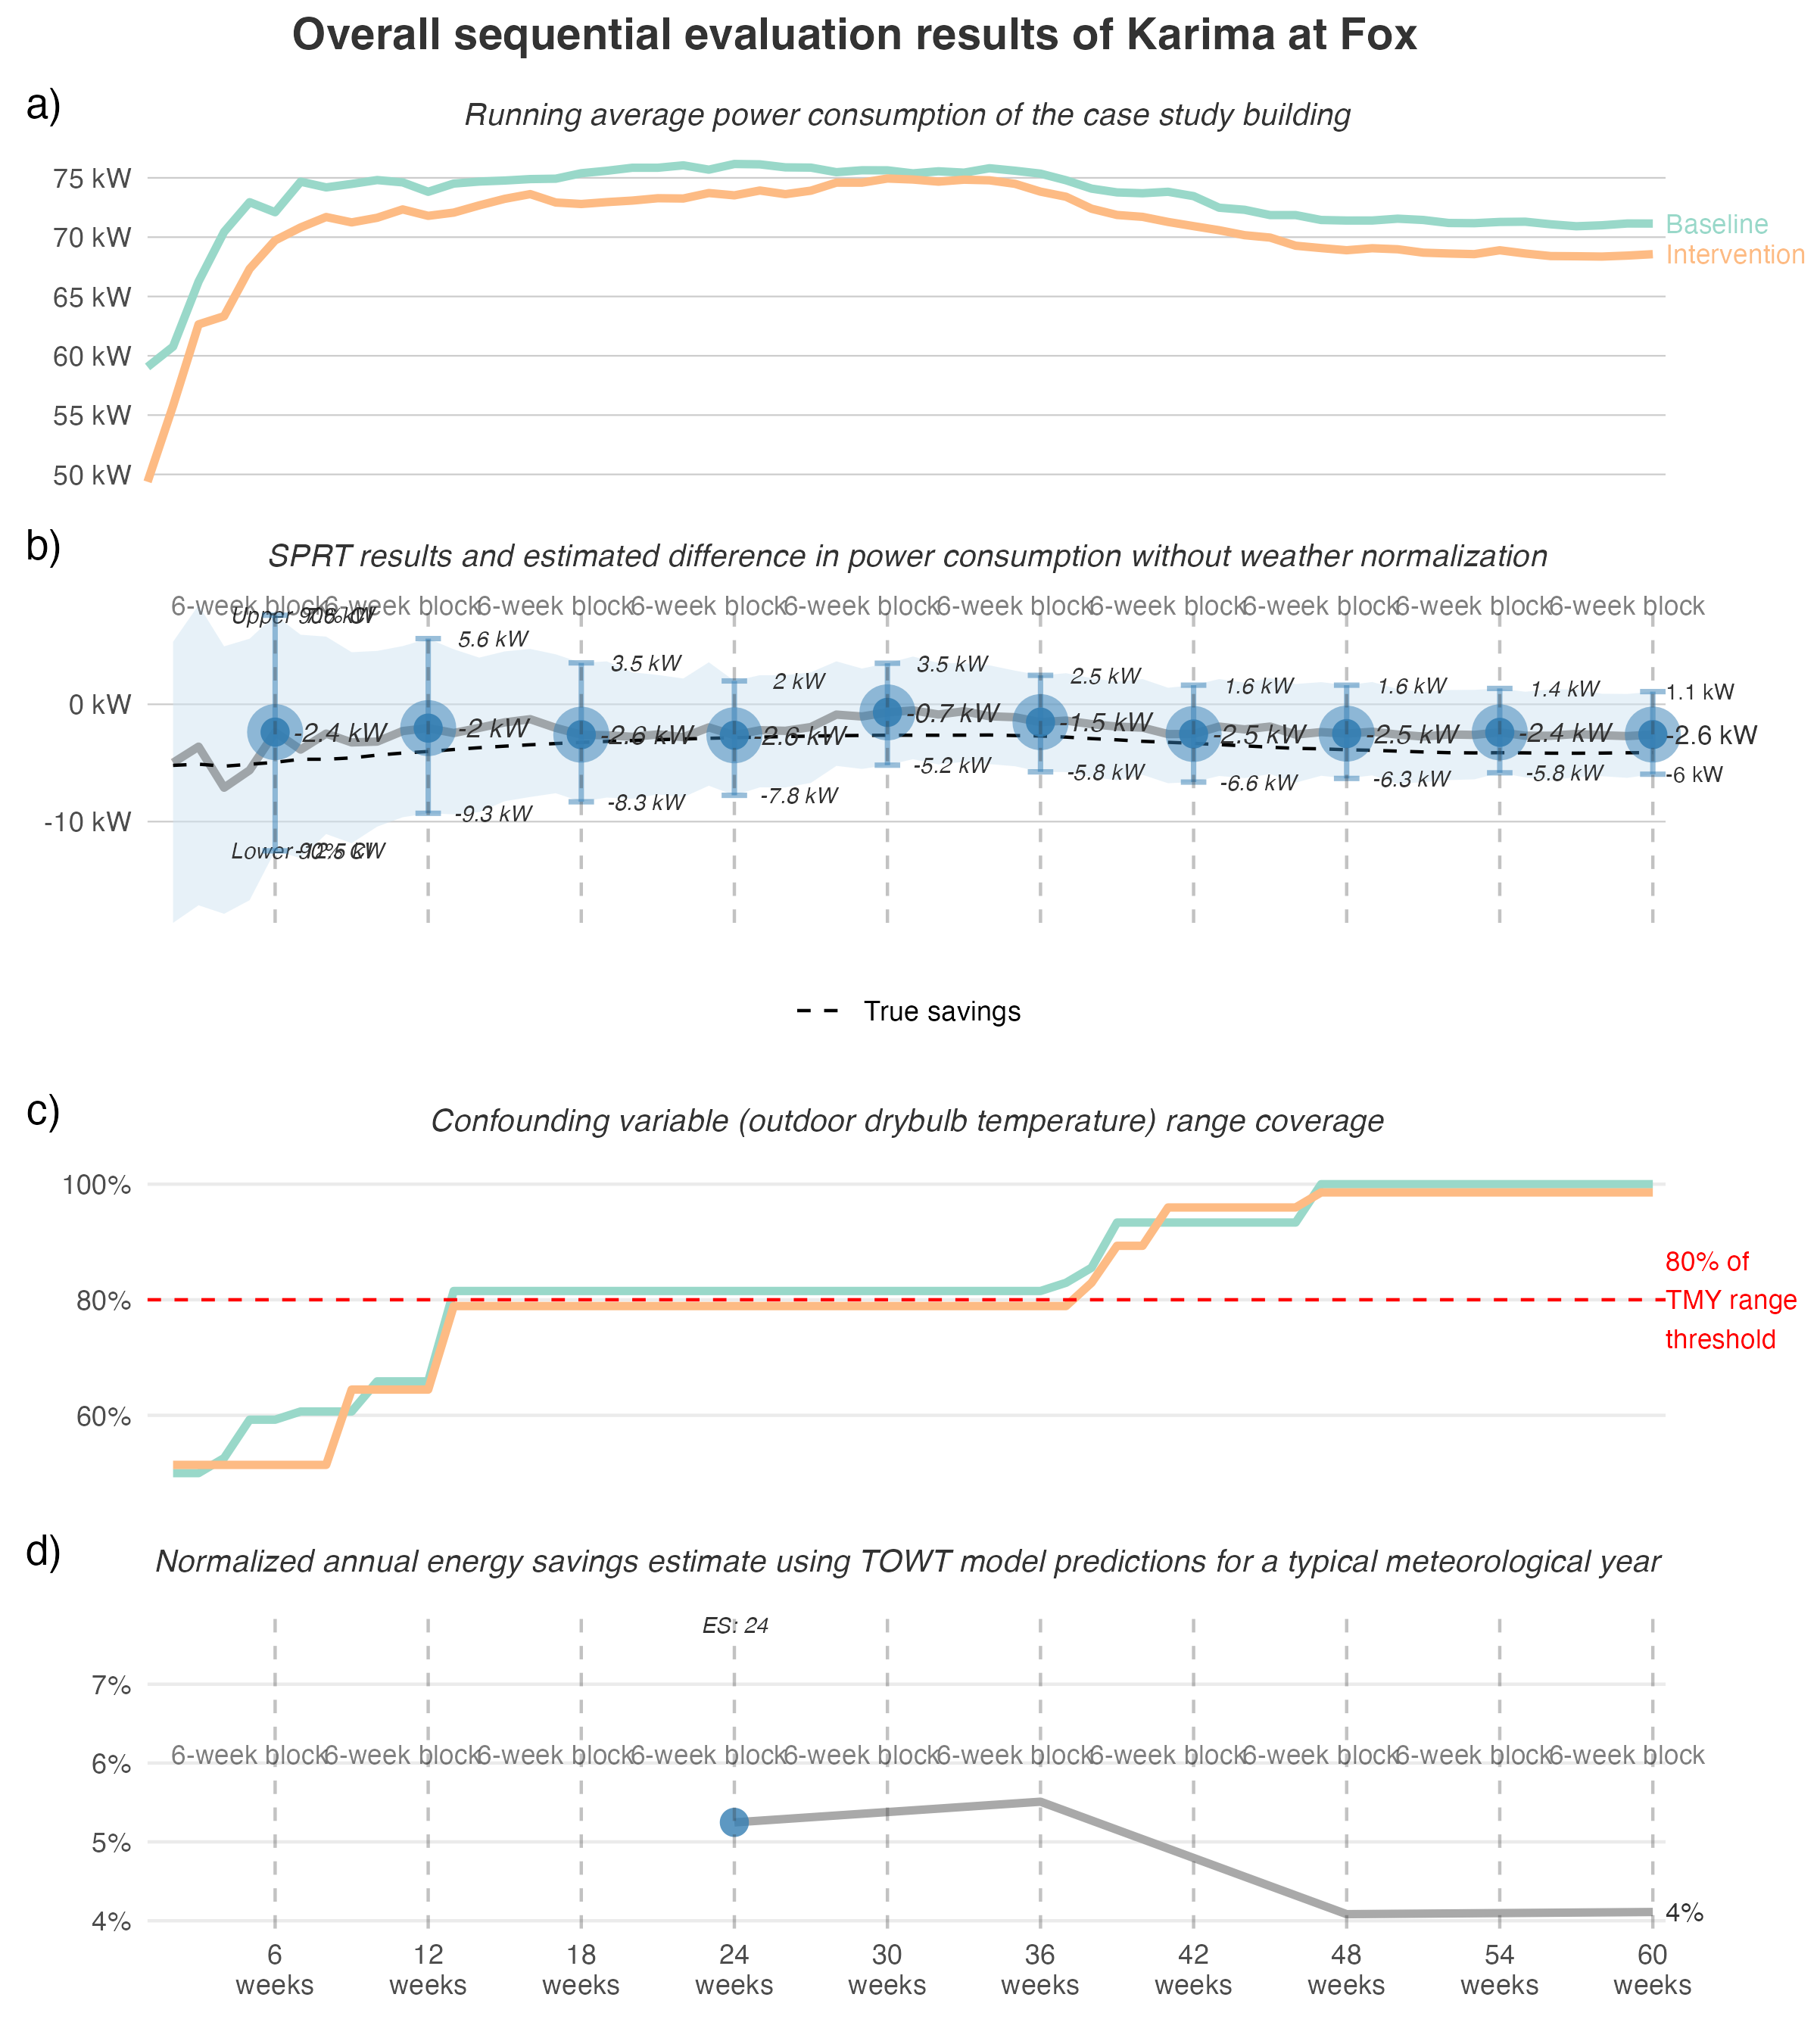 Overall sequential evaluation results of Karima at Fox
a)
Running average power consumption of the case study building
75 kW
70 kW
65 kW
60 kW
55 kW
50 kW
Baseline
Intervention
b)
SPRT results and estimated difference in power consumption without weather normalization
6-week block 6-week block 6-week block 6-week block 6-week block 6-week block 6-week block 6-week block 6-week block 6-week block
Upper 90% CI
5.6 kW
3.5 kW
2 kW
3.5 kW
2.5 kW
1.6 kW
1.6 kW
1.4 kW
1.1 kW
0 kW
-2.4 kW
-2 kW
-2.6 kW
-2.6 kW
-0.7 kW
-1.5 kW
-2.5 kW
-2.5 kW
-2.4 kW
-2.6 kW
-10 kW
Lower 90% CI
-12.5 kW
-9.3 kW
-8.3 kW
-7.8 kW
-5.2 kW
-5.8 kW
-6.6 kW
-6.3 kW
-5.8 kW
-6 kW
True savings
c)
Confounding variable (outdoor drybulb temperature) range coverage
100%
80%
60%
80% of
TMY range
threshold
d)
Normalized annual energy savings estimate using TOWT model predictions for a typical meteorological year
ES: 24
7%
6%
5%
4%
6-week block 6-week block 6-week block 6-week block 6-week block 6-week block 6-week block 6-week block 6-week block 6-week block
4%
6 12 18 24 30 36 42 48 54 60
weeks weeks weeks weeks weeks weeks weeks weeks weeks weeks